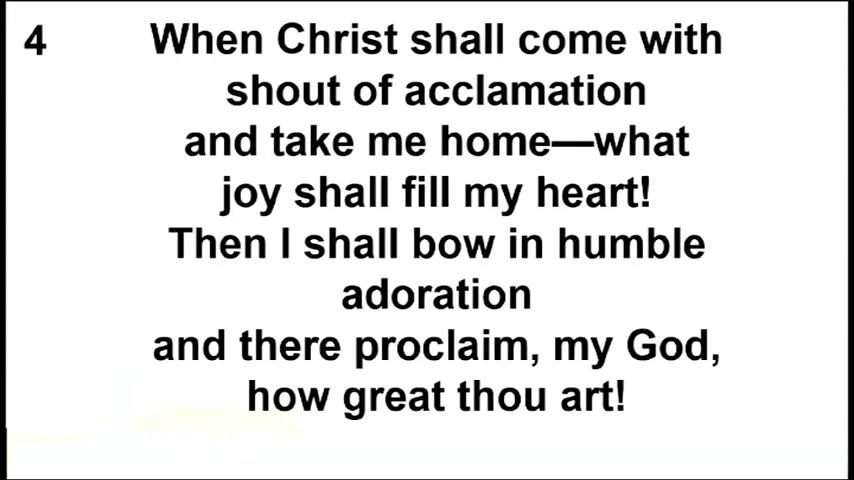 4 When Christ shall come with
shout of acclamation
and take me home—what
joy shall fill my heart!
Then I shall bow in humble
adoration
and there proclaim, my God,
how great thou art!